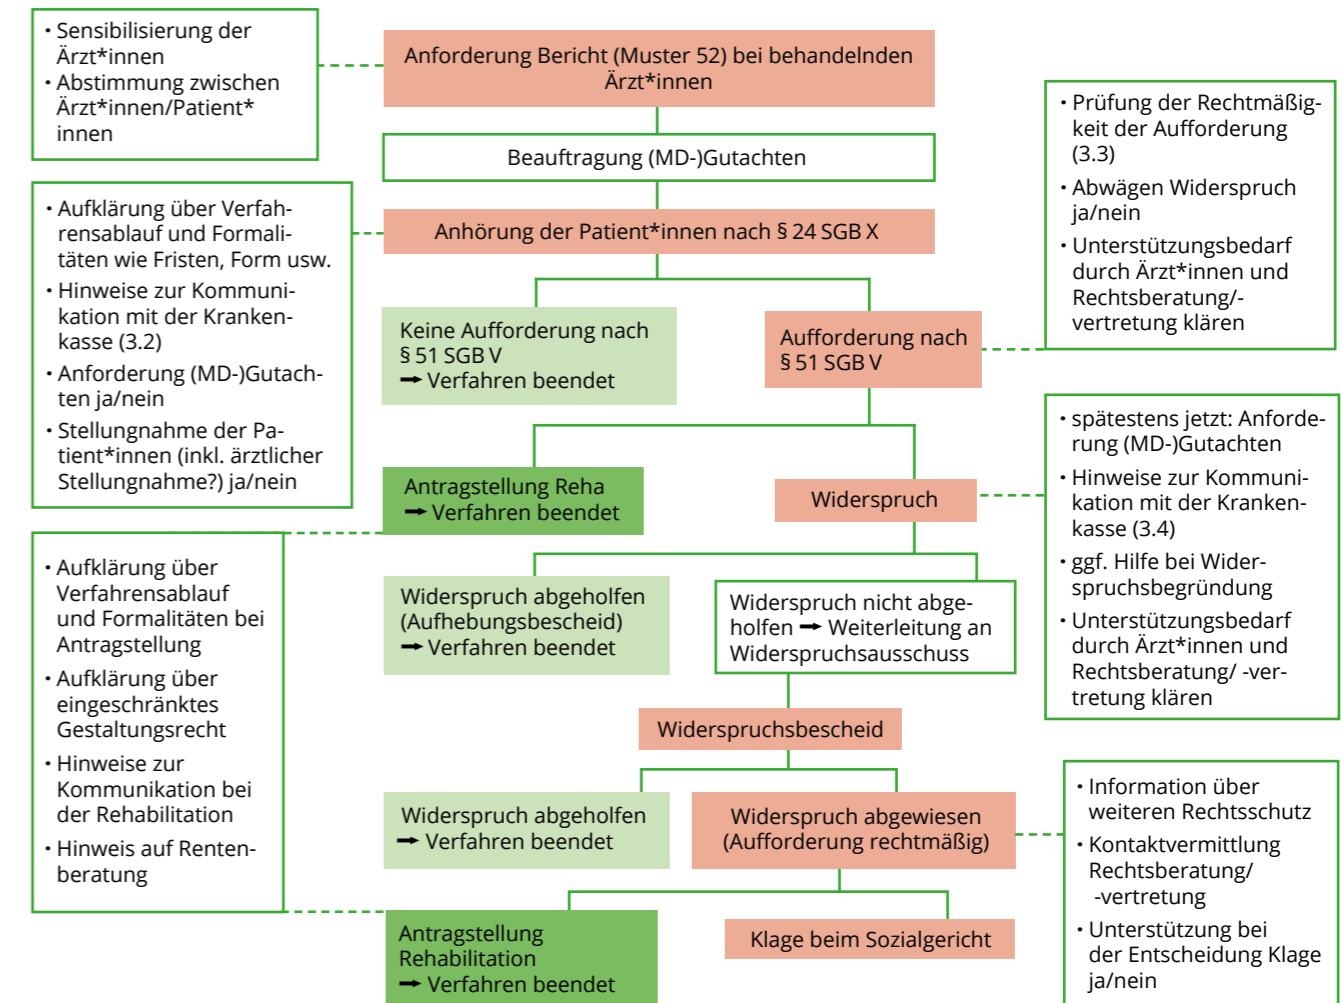 · Sensibilisierung der
Ärzt*innen
· Abstimmung zwischen
Ärzt*innen/Patient*
innen
Anforderung Bericht (Muster 52) bei behandelnden
Ärzt*innen
Beauftragung (MD-)Gutachten
· Prüfung der Rechtmäßig-
keit der Aufforderung
(3.3)
· Abwägen Widerspruch
ja/nein
· Unterstützungsbedarf
durch Ärzt*innen und
Rechtsberatung/-
vertretung klären
· Aufklärung über Verfah-
rensablauf und Formali-
täten wie Fristen, Form usw.
· Hinweise zur Kommuni-
kation mit der Kranken-
kasse (3.2)
· Anforderung (MD-)Gutach-
ten ja/nein
· Stellungnahme der Pa-
tient*innen (inkl. ärztlicher
Stellungnahme?) ja/nein
Anhörung der Patient*innen nach § 24 SGB X
Keine Aufforderung nach
§ 51 SGB V
➞ Verfahren beendet
Aufforderung nach
§ 51 SGB V
Antragstellung Reha
➞ Verfahren beendet
Widerspruch
· spätestens jetzt: Anforde-
rung (MD-)Gutachten
· Hinweise zur Kommuni-
kation mit der Kranken-
kasse (3.4)
· ggf. Hilfe bei Wider-
spruchsbegründung
· Unterstützungsbedarf
durch Ärzt*innen und
Rechtsberatung/ -ver-
tretung klären
· Aufklärung über
Verfahrensablauf
und Formalitäten bei
Antragstellung
· Aufklärung über
eingeschränktes
Gestaltungsrecht
· Hinweise zur
Kommunikation bei
der Rehabilitation
· Hinweis auf Renten-
beratung
Widerspruch abgeholfen
(Aufhebungsbescheid)
➞ Verfahren beendet
Widerspruch nicht abge-
holfen ➞ Weiterleitung an
Widerspruchsausschuss
Widerspruchsbescheid
Widerspruch abgeholfen
➞ Verfahren beendet
Widerspruch abgewiesen
(Aufforderung rechtmäßig)
· Information über
weiteren Rechtsschutz
· Kontaktvermittlung
Rechtsberatung/
-vertretung
· Unterstützung bei
der Entscheidung Klage
ja/nein
Antragstellung
Rehabilitation
➞ Verfahren beendet
Klage beim Sozialgericht